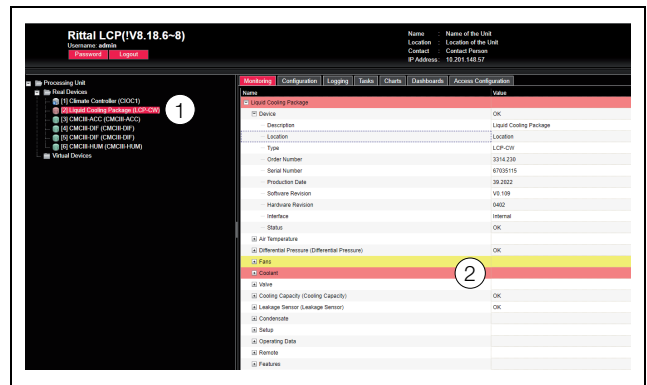 Rittal LCP(!V8.18.6~8)
Username: admin
Password Logout
Name : Name of the Unit
Location : Location of the Unit
Contact : Contact Person
IP Address: 10.201.148.57
Processing Unit
Real Devices
[1] Climate Controller (CIOC1)
[2] Liquid Cooling Package (LCP-CW)
[3] CMCIII-ACC (CMCIII-ACC)
[4] CMCIII-DIF (CMCIII-DIF)
[5] CMCIII-DIF (CMCIII-DIF)
[6] CMCIII-HUM (CMCIII-HUM)
Virtual Devices
1
Monitoring Configuration Logging Tasks Charts Dashboards Access Configuration
Name Value
Liquid Cooling Package
Device OK
Description Liquid Cooling Package
Location Location
Type LCP-CW
Order Number 3314.230
Serial Number 67035115
Production Date 39.2022
Software Revision V0.109
Hardware Revision 0402
Interface Internal
Status OK
Air Temperature
Differential Pressure (Differential Pressure) OK
Fans
Coolant
2
Valve
Cooling Capacity (Cooling Capacity) OK
Leakage Sensor (Leakage Sensor) OK
Condensate
Setup
Operating Data
Remote
Features